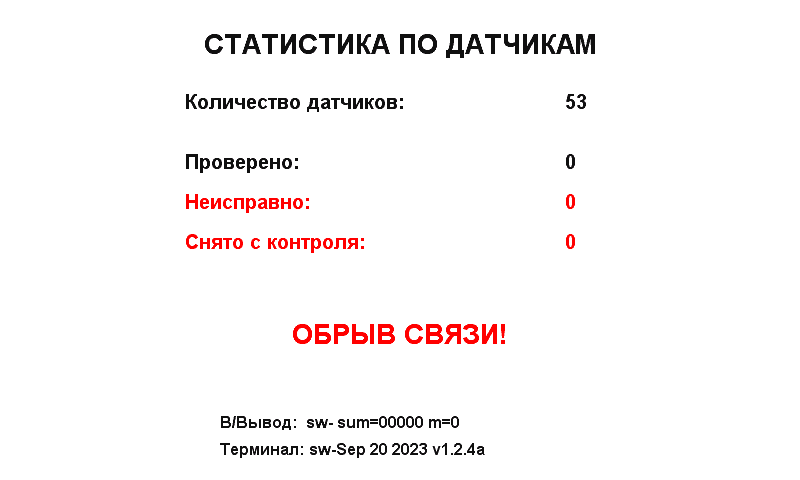 СТАТИСТИКА ПО ДАТЧИКАМ
Количество датчиков: 53
Проверено: 0
Неисправно: 0
Снято с контроля: 0
ОБРЫВ СВЯЗИ!
В/Вывод: sw- sum=00000 m=0
Терминал: sw-Sep 20 2023 v1.2.4a